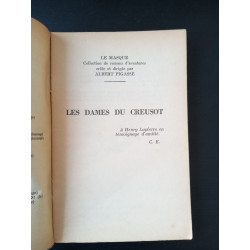 LE MASQUE
Collection de romans d'aventures
créée et dirigée par
ALBERT PIGASSE
LES DAMES DU CREUSOT
A Henry Lapierre en
témoignage d'amitié.
C. E.